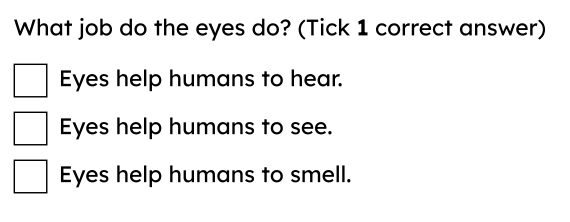 What job do the eyes do? (Tick 1 correct answer)
Eyes help humans to hear.
Eyes help humans to see.
Eyes help humans to smell.